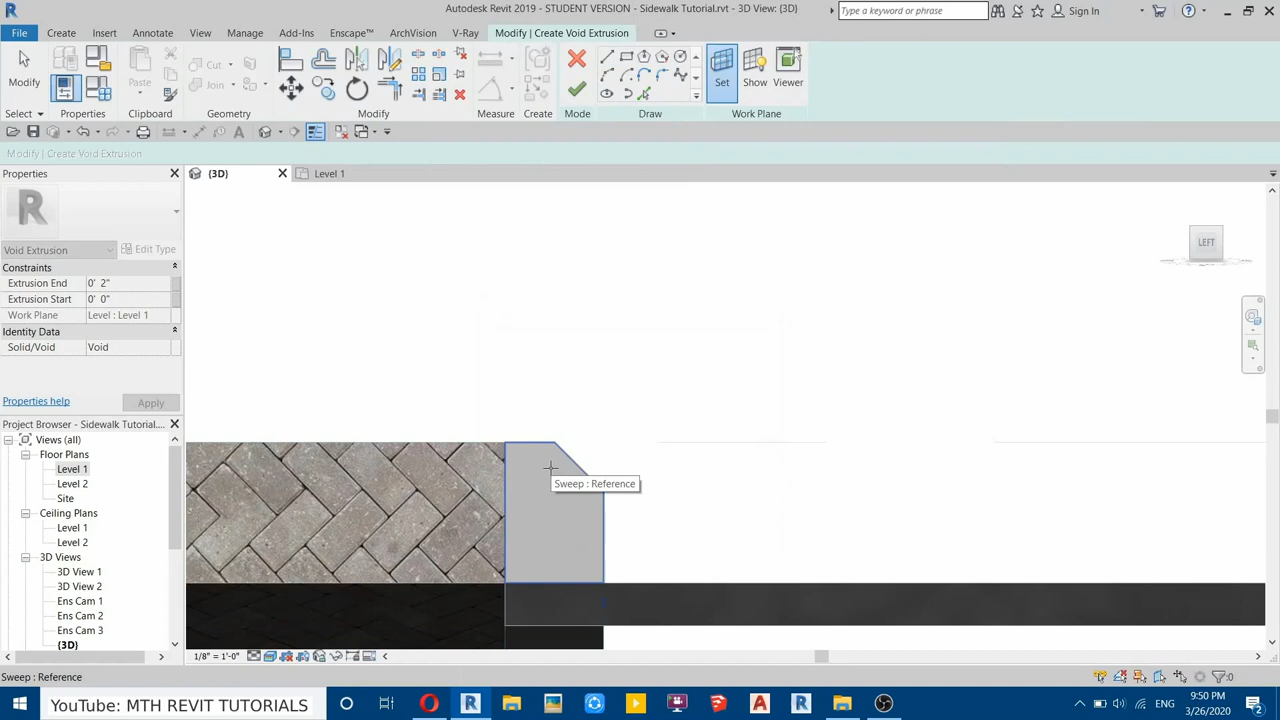 Autodesk Revit 2019 - STUDENT VERSION - Sidewalk Tutorial.rvt - 3D View: {3D}
Type a keyword or phrase
Sign In
File
Create
Insert
Annotate
View
Manage
Add-Ins
Enscape™
ArchVision
V-Ray
Modify | Create Void Extrusion
Modify
Paste
Cut
Join
Set
Show
Viewer
Select
Properties
Clipboard
Geometry
Modify
Measure
Create
Mode
Draw
Work Plane
Modify | Create Void Extrusion
Properties
{3D}
Level 1
LEFT
Void Extrusion
Edit Type
Constraints
Extrusion End
0' 2"
Extrusion Start
0' 0"
Work Plane
Level : Level 1
Identity Data
Solid/Void
Void
Properties help
Apply
Project Browser - Sidewalk Tutorial....
Views (all)
Floor Plans
Level 1
Level 2
Site
Ceiling Plans
Level 1
Level 2
3D Views
3D View 1
3D View 2
Ens Cam 1
Ens Cam 2
Ens Cam 3
{3D}
Sweep : Reference
1/8" = 1'-0"
Sweep : Reference
:0
YouTube: MTH REVIT TUTORIALS
ENG
9:50 PM
3/26/2020
2